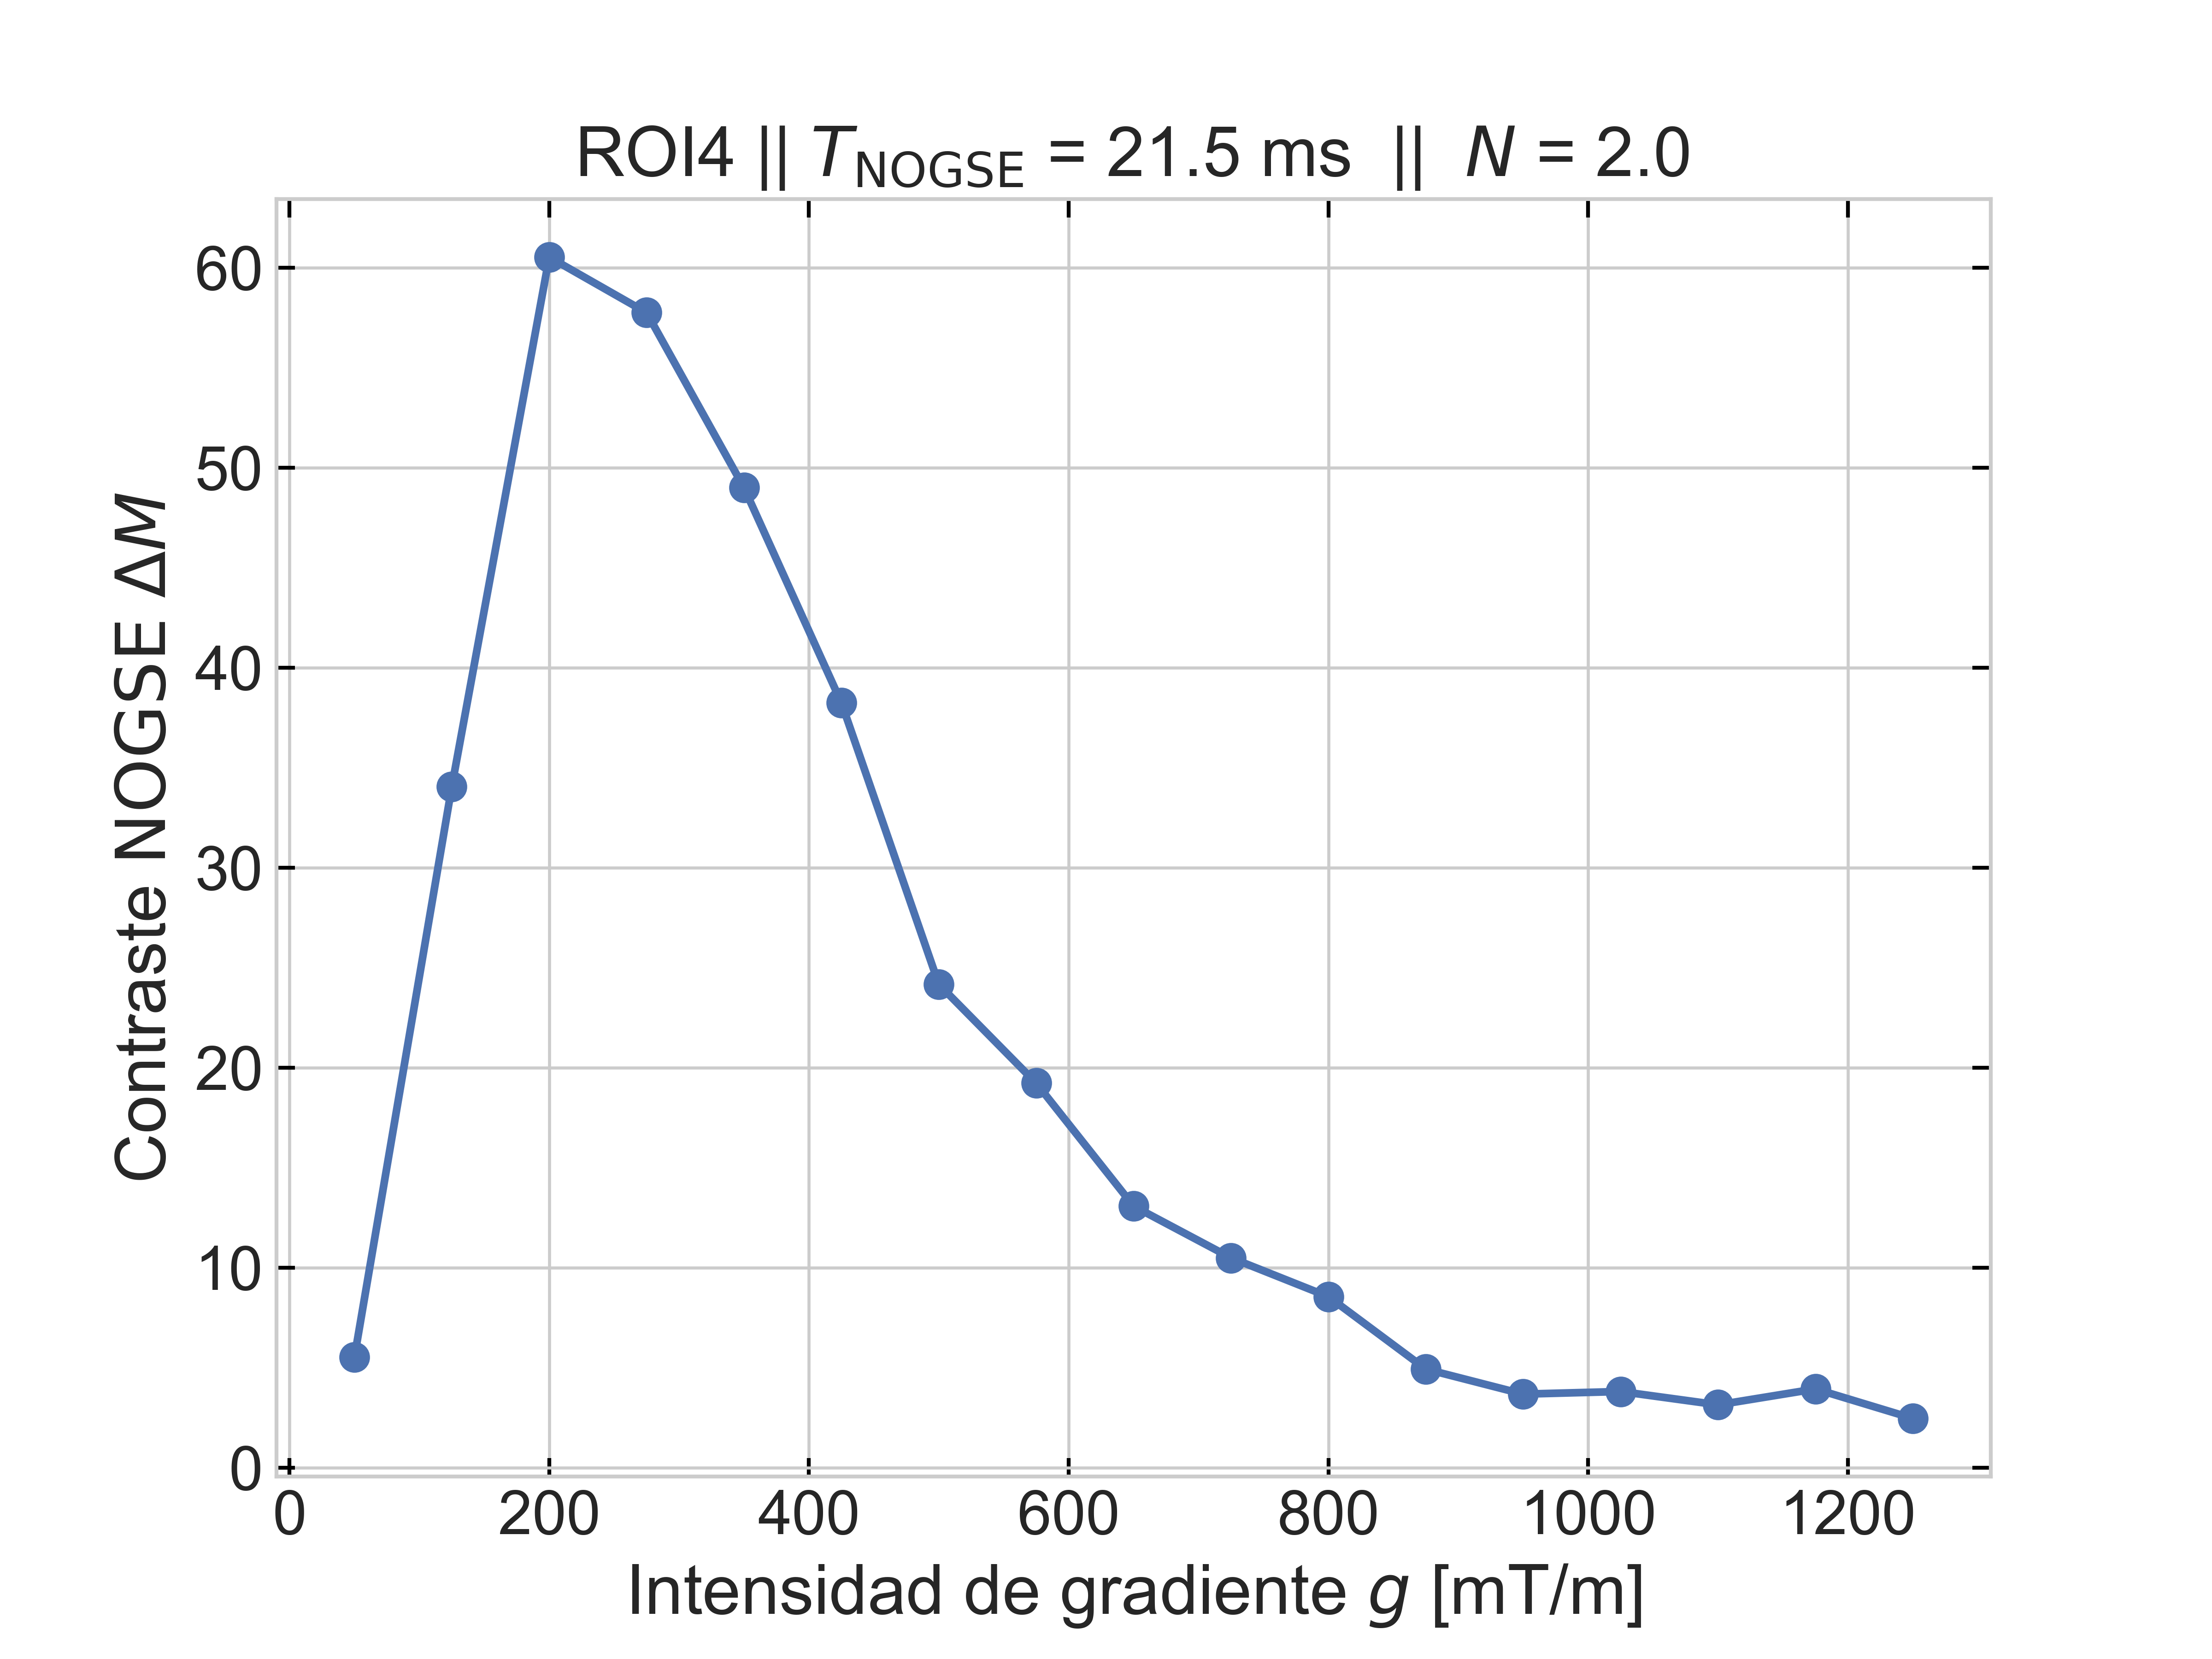 ROI4 || T_NOGSE = 21.5 ms || N = 2.0
Contraste NOGSE ΔM
60
50
40
30
20
10
0
0 200 400 600 800 1000 1200
Intensidad de gradiente g [mT/m]